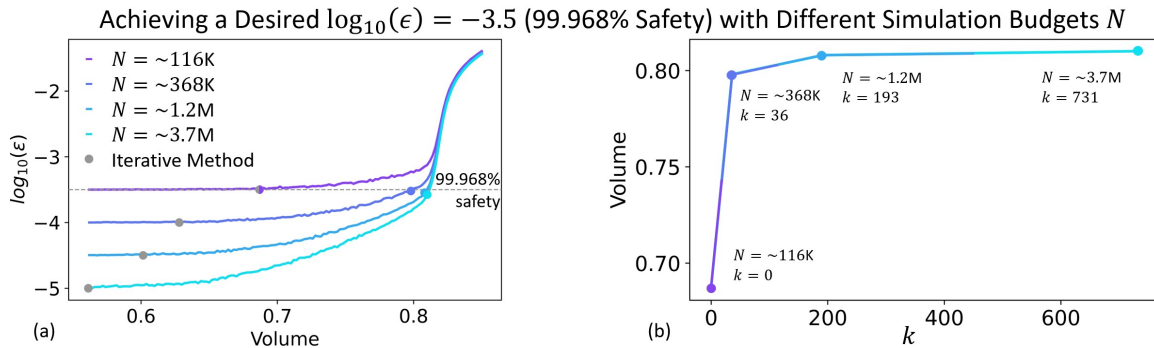 Achieving a Desired log₁₀(ϵ) = −3.5 (99.968% Safety) with Different Simulation Budgets N
N = ~116K
N = ~368K
N = ~1.2M
N = ~3.7M
Iterative Method
log₁₀(ϵ)
−2
−3
−4
−5
99.968%
safety
0.6
0.7
0.8
Volume
(a)
Volume
0.80
0.75
0.70
N = ~368K
k = 36
N = ~1.2M
k = 193
N = ~3.7M
k = 731
N = ~116K
k = 0
0
200
400
600
k
(b)